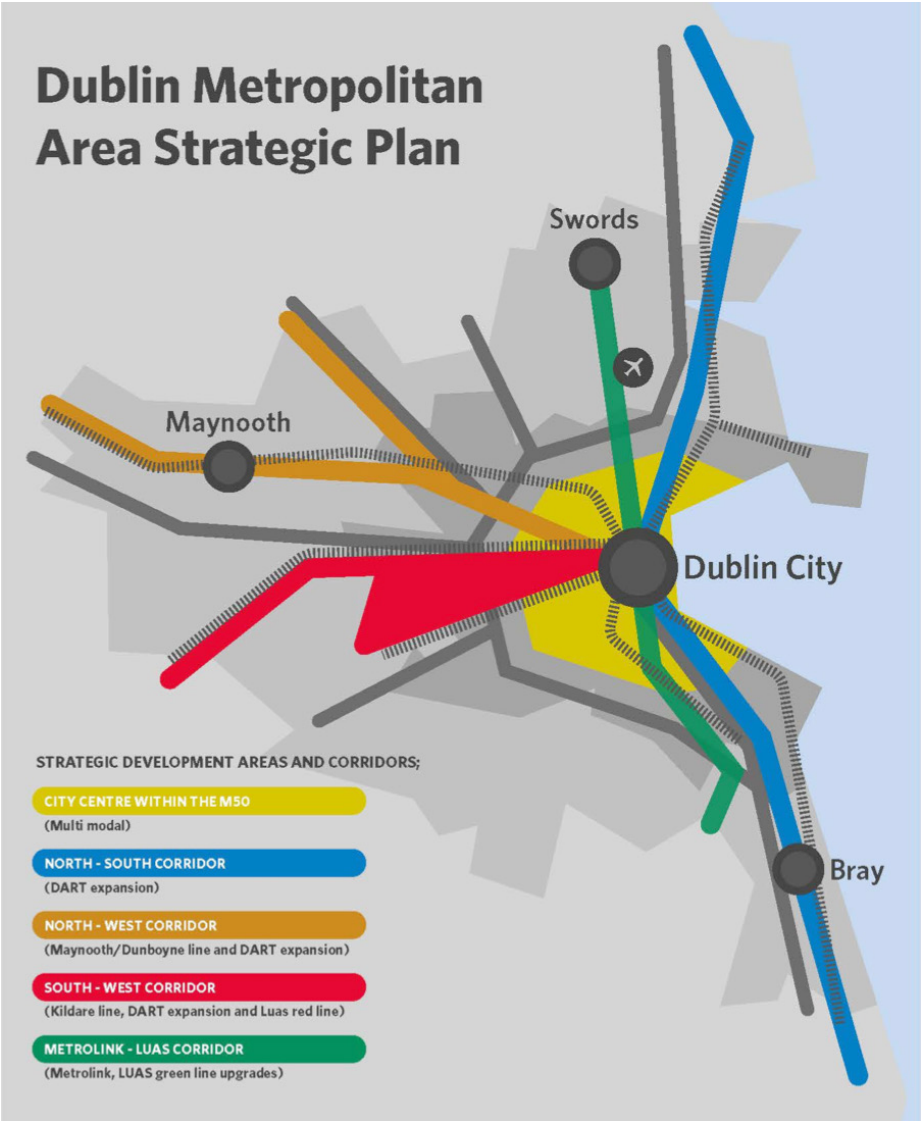 Dublin Metropolitan
Area Strategic Plan
Swords
Maynooth
Dublin City
Bray
STRATEGIC DEVELOPMENT AREAS AND CORRIDORS;
CITY CENTRE WITHIN THE M50
(Multi modal)
NORTH - SOUTH CORRIDOR
(DART expansion)
NORTH - WEST CORRIDOR
(Maynooth/Dunboyne line and DART expansion)
SOUTH - WEST CORRIDOR
(Kildare line, DART expansion and Luas red line)
METROLINK - LUAS CORRIDOR
(Metrolink, LUAS green line upgrades)